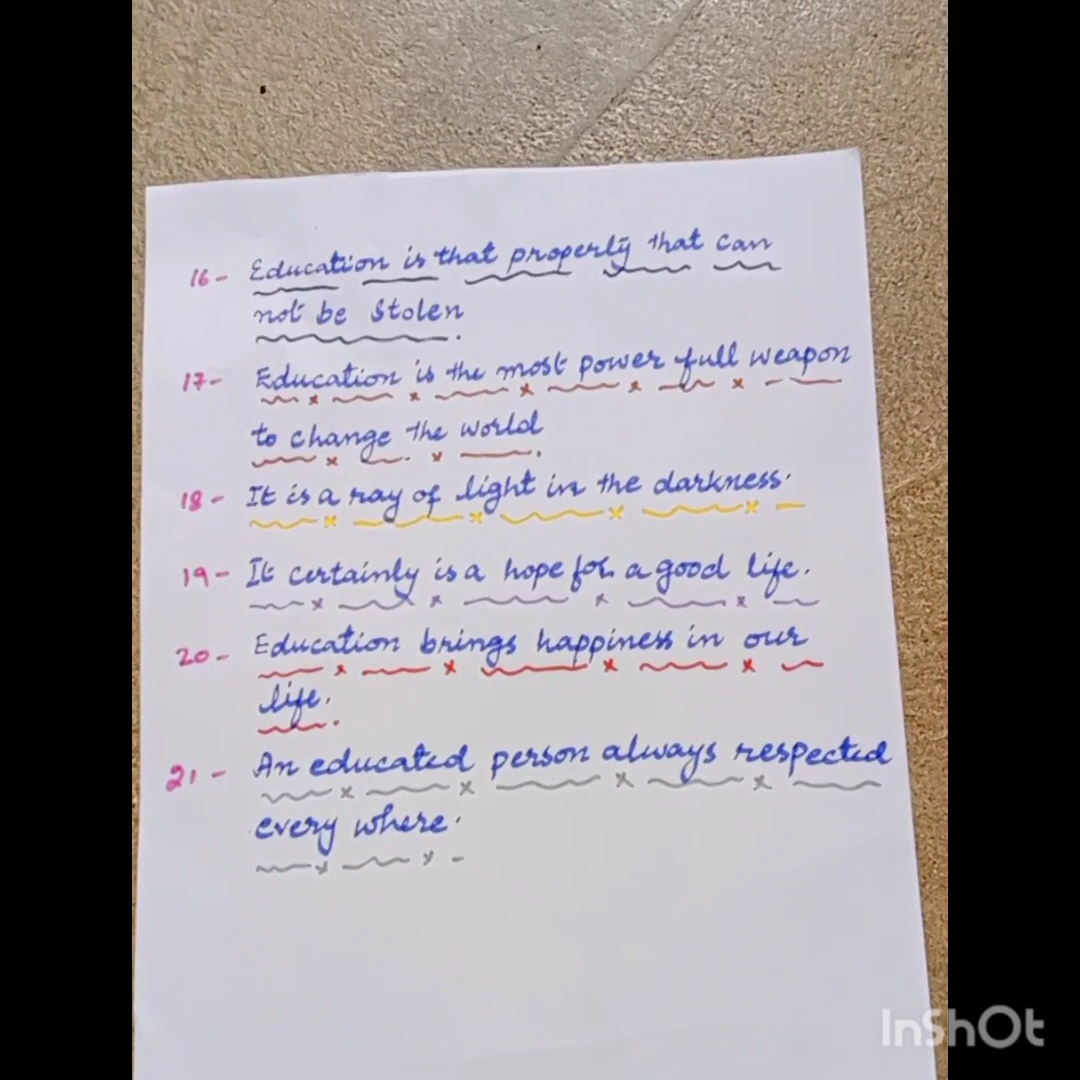 16- Education is that property that can
not be stolen.
17- Education is the most power full weapon
to change the world.
18- It is a ray of light in the darkness.
19- It certainly is a hope for a good life.
20- Education brings happiness in our
life.
21- An educated person always respected
every where.
InShOt